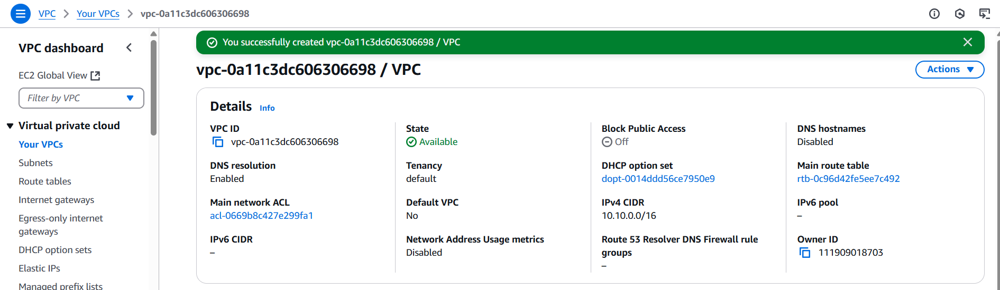 VPC > Your VPCs > vpc-0a11c3dc606306698
VPC dashboard
EC2 Global View
Filter by VPC
Virtual private cloud
Your VPCs
Subnets
Route tables
Internet gateways
Egress-only internet
gateways
DHCP option sets
Elastic IPs
Managed prefix lists
You successfully created vpc-0a11c3dc606306698 / VPC
vpc-0a11c3dc606306698 / VPC
Actions
Details Info
VPC ID
vpc-0a11c3dc606306698
State
Available
Block Public Access
Off
DNS hostnames
Disabled
DNS resolution
Enabled
Tenancy
default
DHCP option set
dopt-0014ddd56ce7950e9
Main route table
rtb-0c96d42fe5ee7c492
Main network ACL
acl-0669b8c427e299fa1
Default VPC
No
IPv4 CIDR
10.10.0.0/16
IPv6 pool
–
IPv6 CIDR
–
Network Address Usage metrics
Disabled
Route 53 Resolver DNS Firewall rule
groups
–
Owner ID
111909018703